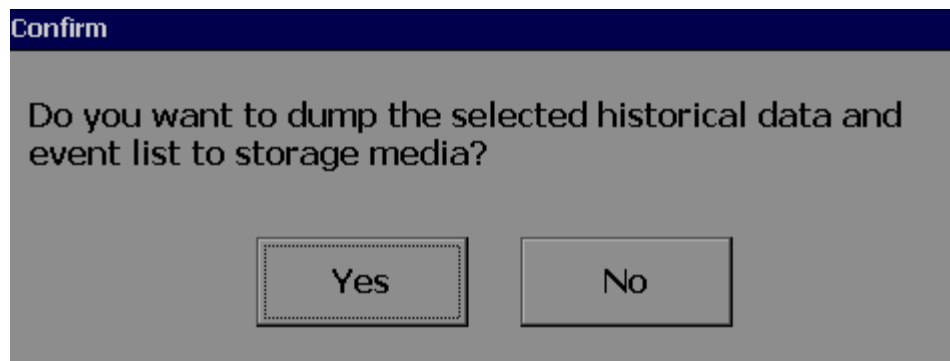 Confirm
Do you want to dump the selected historical data and
event list to storage media?
Yes
No